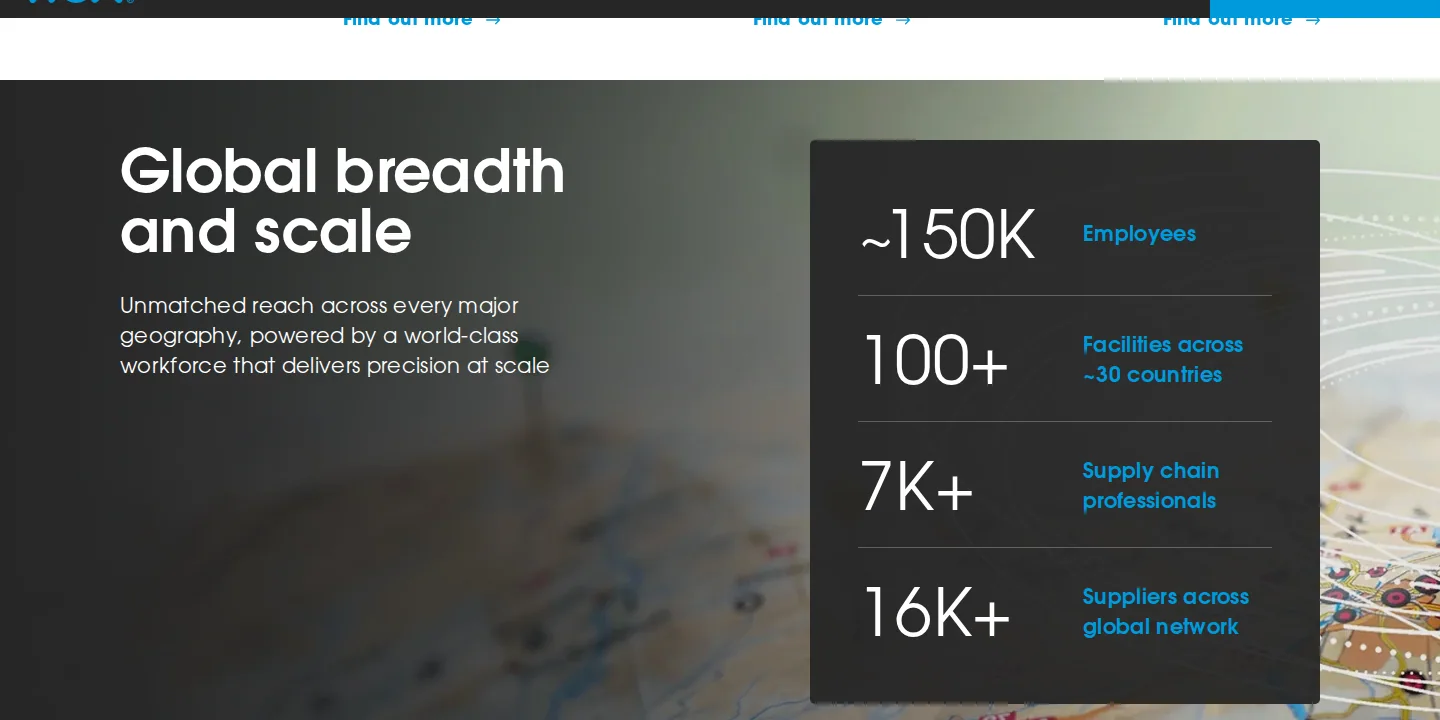 Find out more →
Find out more →
Find out more →
Global breadth
and scale
Unmatched reach across every major
geography, powered by a world-class
workforce that delivers precision at scale
~150K Employees
100+ Facilities across
~30 countries
7K+ Supply chain
professionals
16K+ Suppliers across
global network